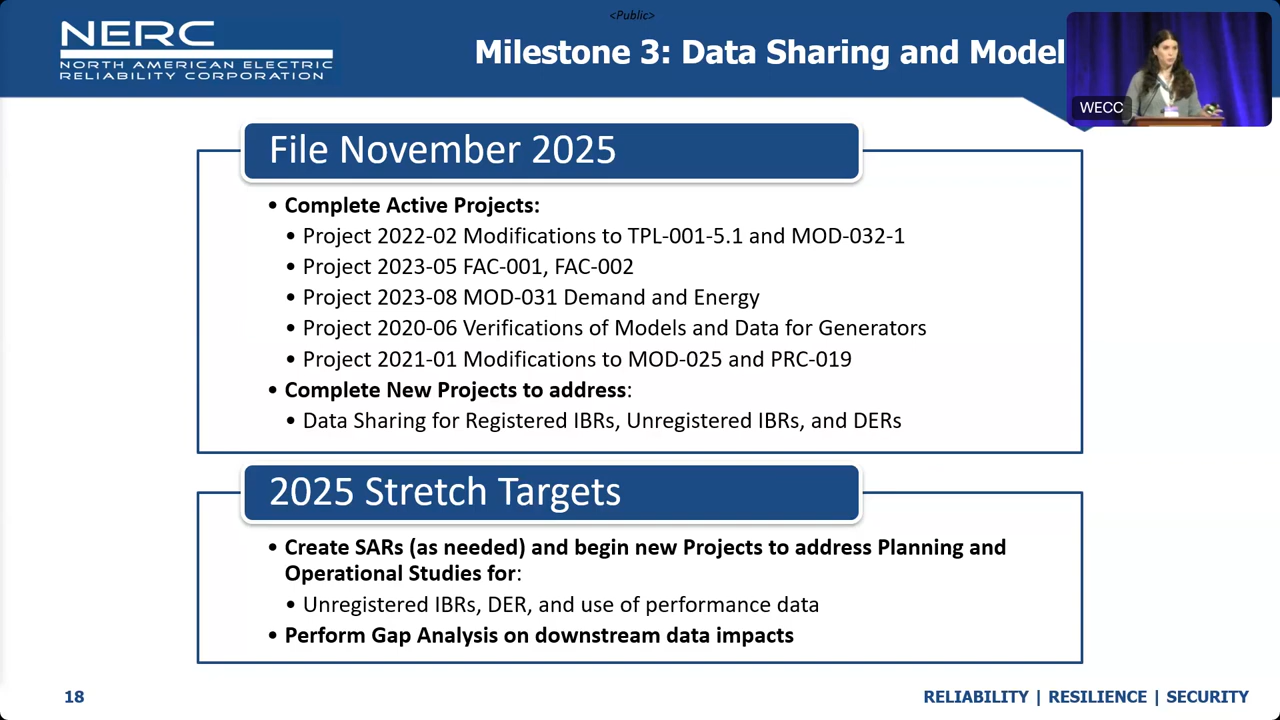 <Public>
NERC
NORTH AMERICAN ELECTRIC
RELIABILITY CORPORATION
Milestone 3: Data Sharing and Model
WECC
File November 2025
• Complete Active Projects:
• Project 2022-02 Modifications to TPL-001-5.1 and MOD-032-1
• Project 2023-05 FAC-001, FAC-002
• Project 2023-08 MOD-031 Demand and Energy
• Project 2020-06 Verifications of Models and Data for Generators
• Project 2021-01 Modifications to MOD-025 and PRC-019
• Complete New Projects to address:
• Data Sharing for Registered IBRs, Unregistered IBRs, and DERs
2025 Stretch Targets
• Create SARs (as needed) and begin new Projects to address Planning and
Operational Studies for:
• Unregistered IBRs, DER, and use of performance data
• Perform Gap Analysis on downstream data impacts
18
RELIABILITY | RESILIENCE | SECURITY